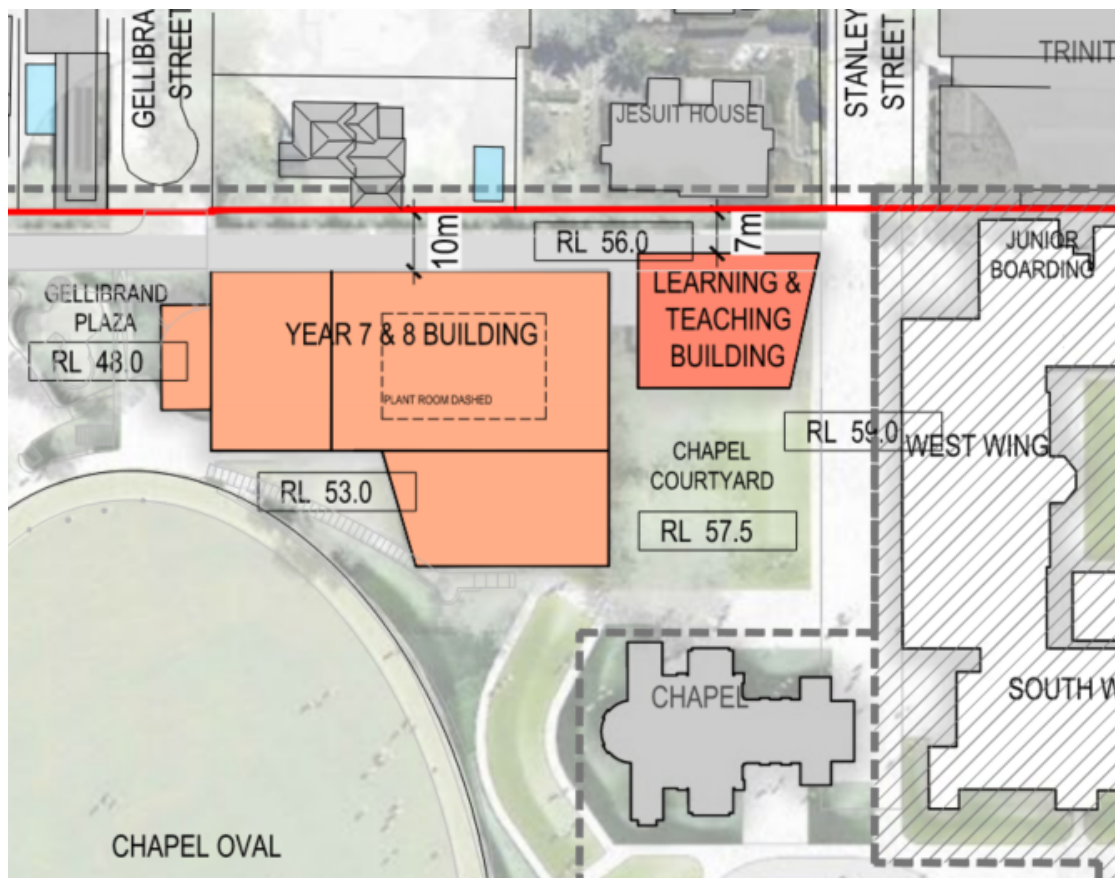 GELLIBRA
STREET
STANLEY
STREET
TRINIT
JESUIT HOUSE
10m
RL 56.0
7m
JUNIOR
BOARDING
GELLIBRAND
PLAZA
RL 48.0
YEAR 7 & 8 BUILDING
PLANT ROOM DASHED
LEARNING &
TEACHING
BUILDING
RL 59.0
WEST WING
CHAPEL
COURTYARD
RL 53.0
RL 57.5
CHAPEL
SOUTH W
CHAPEL OVAL